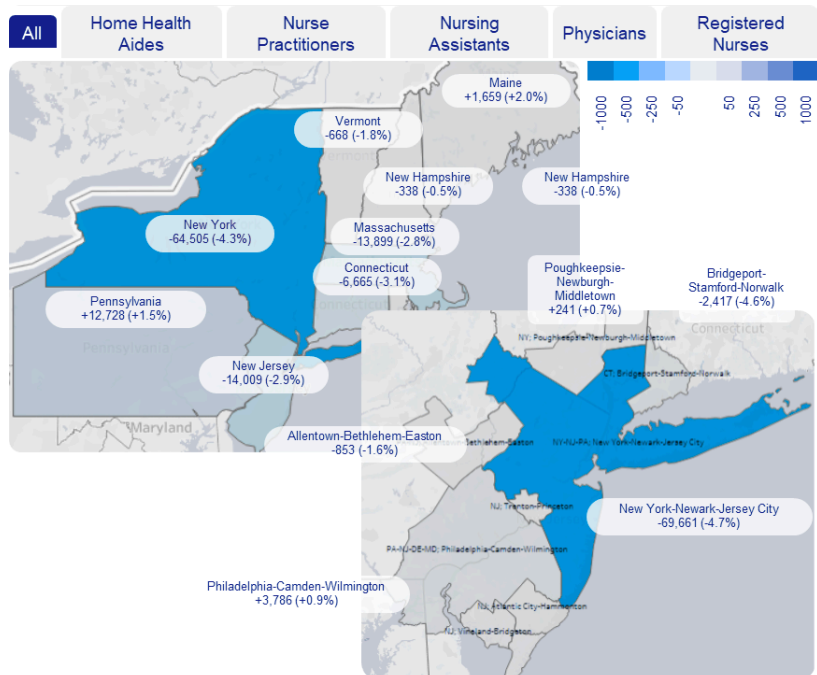 All
Home Health
Aides
Nurse
Practitioners
Nursing
Assistants
Physicians
Registered
Nurses
-1000
-500
-250
-50
50
250
500
1000
Maine
+1,659 (+2.0%)
Vermont
-668 (-1.8%)
Vermont
New Hampshire
-338 (-0.5%)
New Hampshire
-338 (-0.5%)
New York
-64,505 (-4.3%)
Massachusetts
-13,899 (-2.8%)
Connecticut
-6,665 (-3.1%)
Connecticut
Poughkeepsie-
Newburgh-
Middletown
+241 (+0.7%)
Bridgeport-
Stamford-Norwalk
-2,417 (-4.6%)
Connecticut
Pennsylvania
+12,728 (+1.5%)
Pennsylvania
NY: Poughkeepsie-Newburgh-Middletown
CT: Bridgeport-Stamford-Norwalk
New Jersey
-14,009 (-2.9%)
Maryland
Allentown-Bethlehem-Easton
-853 (-1.6%)
Bethlehem-Easton
NY-NJ-PA; New York-Newark-Jersey City
NJ; Trenton-Princeton
New York-Newark-Jersey City
-69,661 (-4.7%)
PA-NJ-DE-MD; Philadelphia-Camden-Wilmington
Philadelphia-Camden-Wilmington
+3,786 (+0.9%)
NJ; Atlantic City-Hammonton
NJ; Vineland-Bridgeton